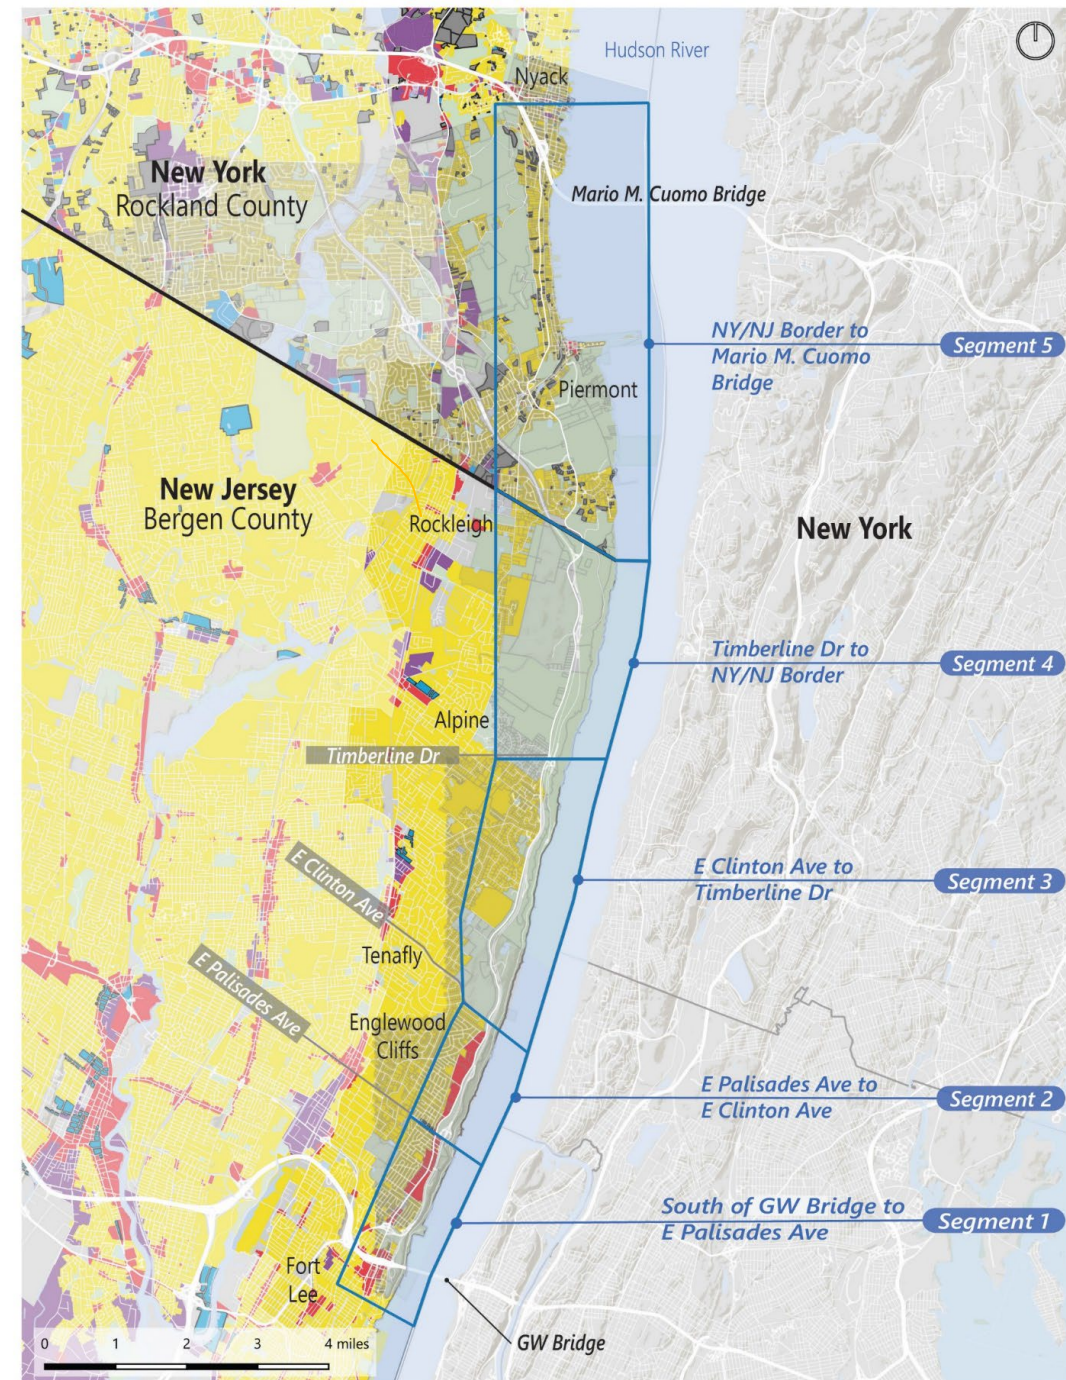 Hudson River
Nyack
New York
Rockland County
Mario M. Cuomo Bridge
NY/NJ Border to
Mario M. Cuomo
Bridge
Segment 5
Piermont
New Jersey
Bergen County
Rockleigh
New York
Timberline Dr to
NY/NJ Border
Segment 4
Alpine
Timberline Dr
E Clinton Ave
E Clinton Ave to
Timberline Dr
Segment 3
Tenafly
E Palisades Ave
Englewood
Cliffs
E Palisades Ave to
E Clinton Ave
Segment 2
South of GW Bridge to
E Palisades Ave
Segment 1
Fort
Lee
GW Bridge
0 1 2 3 4 miles